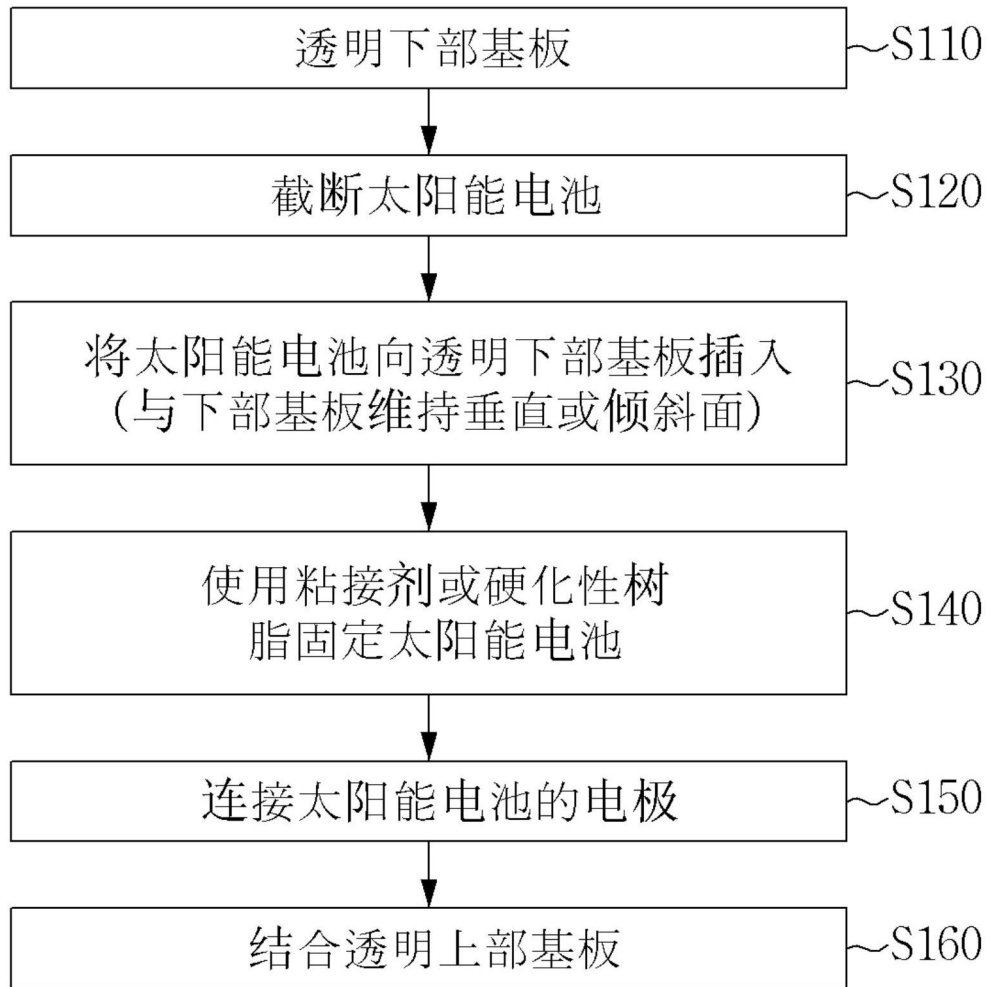 透明下部基板
S110
截断太阳能电池
S120
将太阳能电池向透明下部基板插入
(与下部基板维持垂直或倾斜面)
S130
使用粘接剂或硬化性树
脂固定太阳能电池
S140
连接太阳能电池的电极
S150
结合透明上部基板
S160